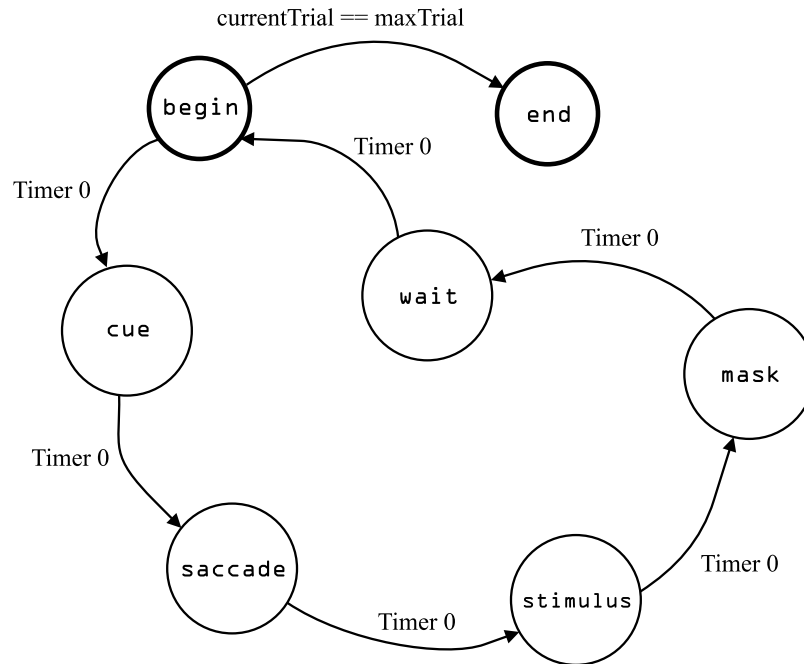 currentTrial == maxTrial
begin
end
Timer 0
Timer 0
Timer 0
wait
cue
mask
Timer 0
Timer 0
saccade
stimulus
Timer 0